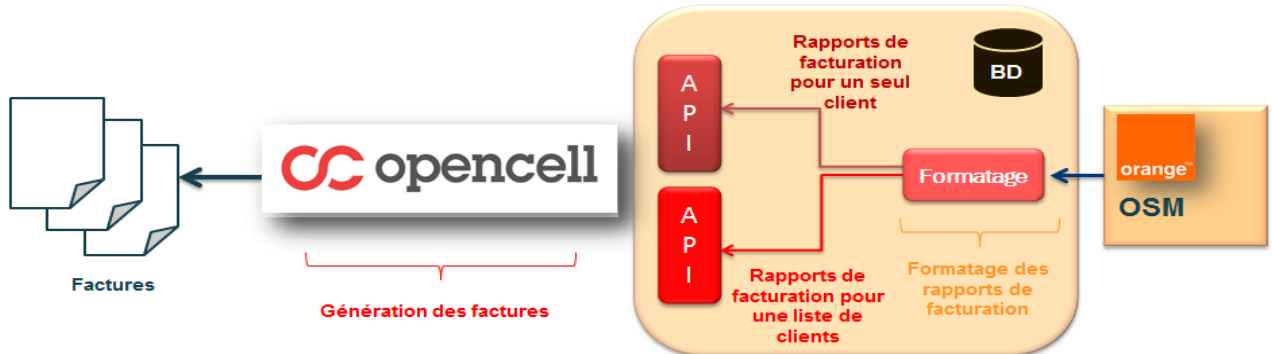 Factures
opencell
Génération des factures
A
P
I
A
P
I
Rapports de
facturation
pour un seul
client
Rapports de
facturation pour
une liste de
clients
BD
Formatage
Formatage des
rapports de
facturation
orange™
OSM